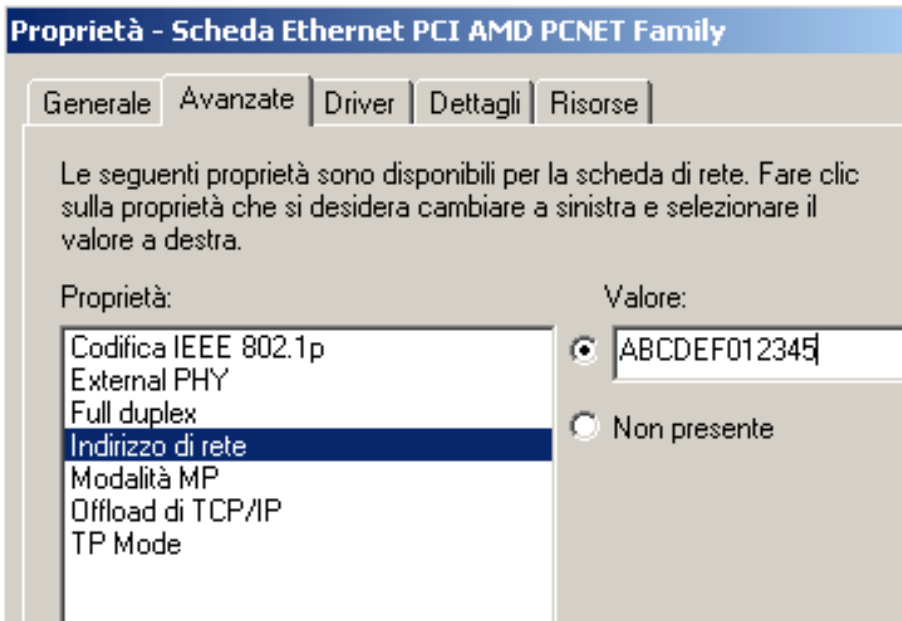 Proprietà - Scheda Ethernet PCI AMD PCNET Family
Generale Avanzate Driver Dettagli Risorse
Le seguenti proprietà sono disponibili per la scheda di rete. Fare clic
sulla proprietà che si desidera cambiare a sinistra e selezionare il
valore a destra.
Proprietà:
Codifica IEEE 802.1p
External PHY
Full duplex
Indirizzo di rete
Modalità MP
Offload di TCP/IP
TP Mode
Valore:
ABCDEF012345
Non presente